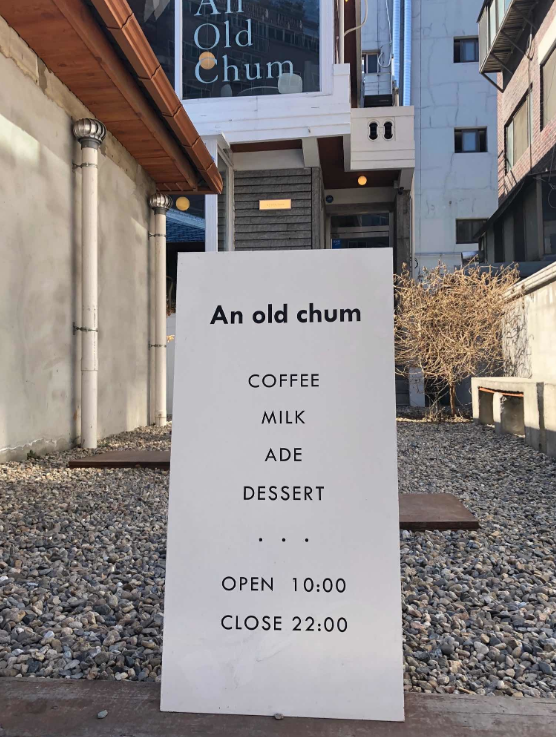 An
Old
Chum
An old chum
COFFEE
MILK
ADE
DESSERT
. . .
OPEN 10:00
CLOSE 22:00